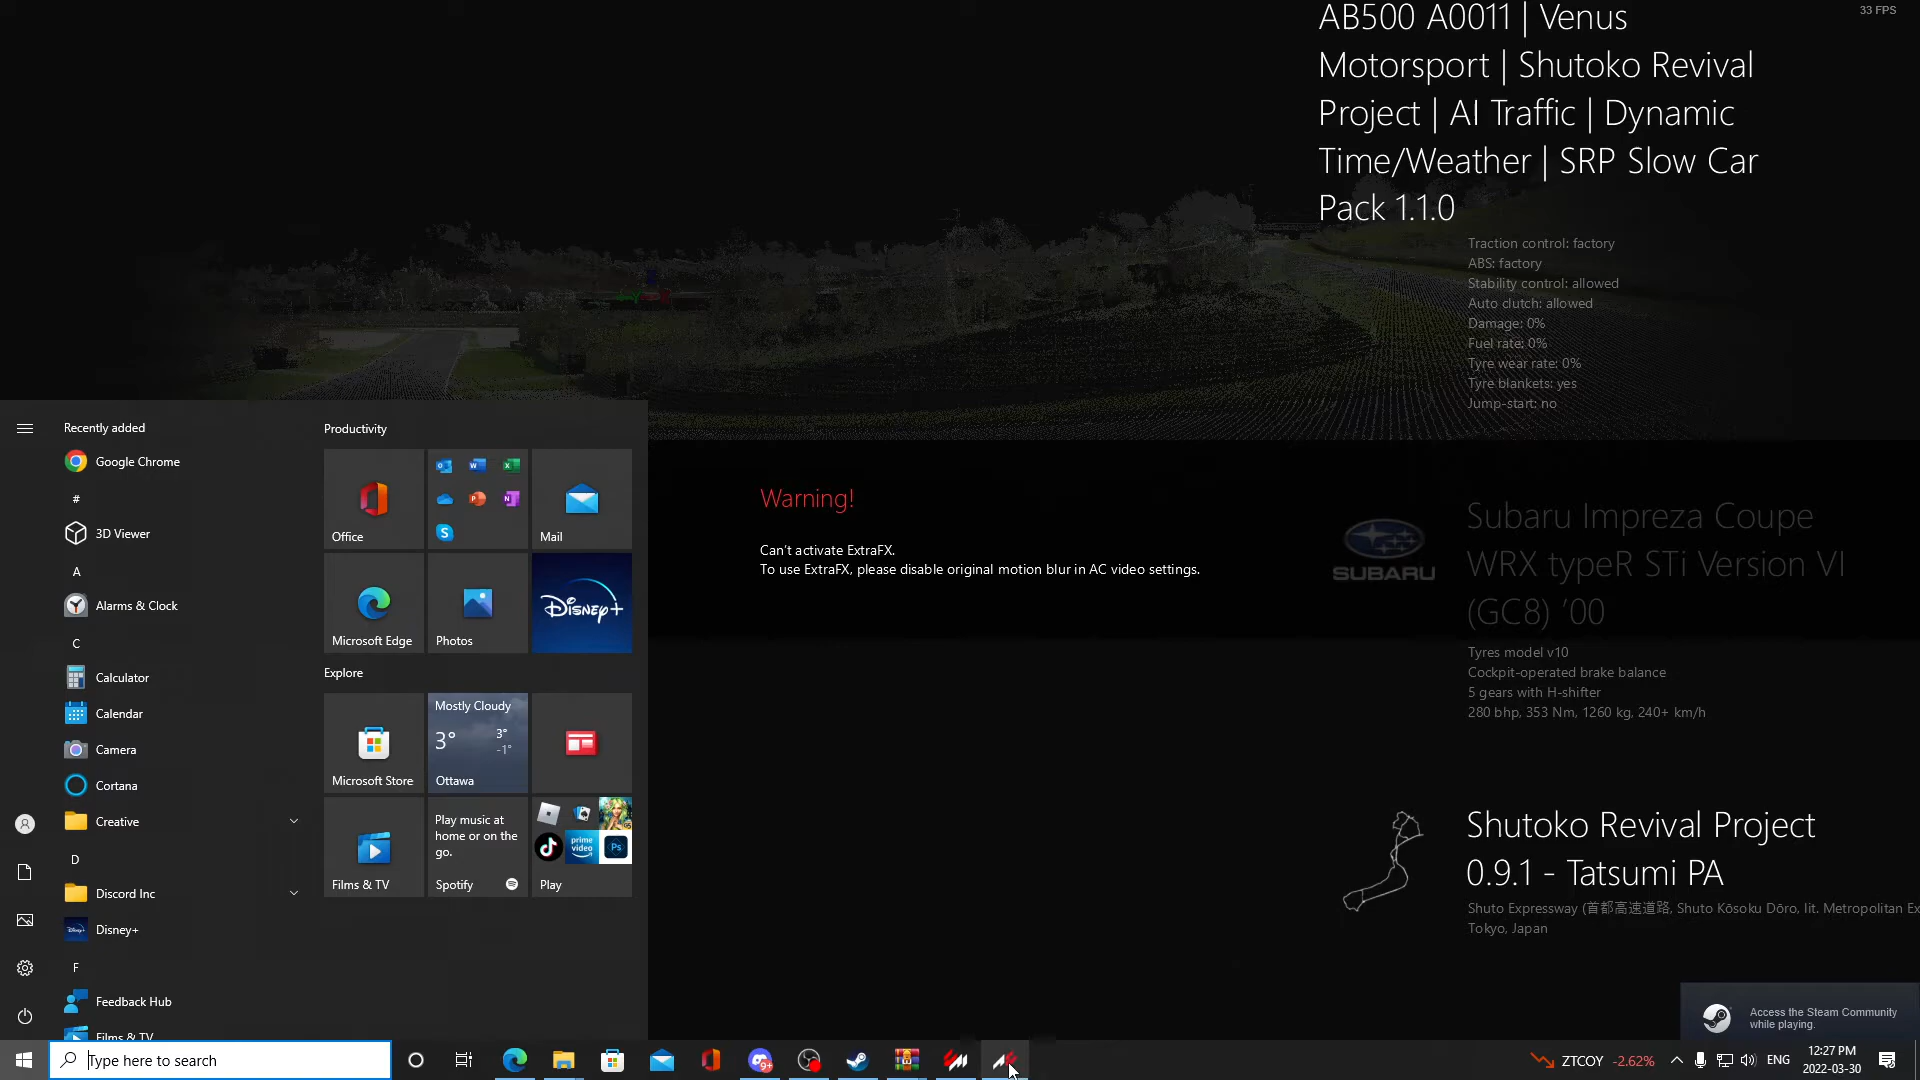 33 FPS
AB500 A0011 | Venus
Motorsport | Shutoko Revival
Project | AI Traffic | Dynamic
Time/Weather | SRP Slow Car
Pack 1.1.0
Traction control: factory
ABS: factory
Stability control: allowed
Auto clutch: allowed
Damage: 0%
Fuel rate: 0%
Tyre wear rate: 0%
Tyre blankets: yes
Jump-start: no
Recently added
Google Chrome
#
3D Viewer
A
Alarms & Clock
C
Calculator
Calendar
Camera
Cortana
Creative
D
Discord Inc
Disney+
F
Feedback Hub
Films & TV
Productivity
Office
Mail
Microsoft Edge
Photos
Disney+
Explore
Microsoft Store
Mostly Cloudy
3°
3°
-1°
Ottawa
Films & TV
Play music at
home or on the
go.
Spotify
prime
video
Ps
Play
Warning!
Can't activate ExtraFX.
To use ExtraFX, please disable original motion blur in AC video settings.
SUBARU
Subaru Impreza Coupe
WRX typeR STi Version VI
(GC8) '00
Tyres model v10
Cockpit-operated brake balance
5 gears with H-shifter
280 bhp, 353 Nm, 1260 kg, 240+ km/h
Shutoko Revival Project
0.9.1 - Tatsumi PA
Shuto Expressway (首都高速道路, Shuto Kōsoku Dōro, lit. Metropolitan Ex
Tokyo, Japan
Access the Steam Community
while playing.
Type here to search
9+
ZTCOY -2.62%
ENG
12:27 PM
2022-03-30